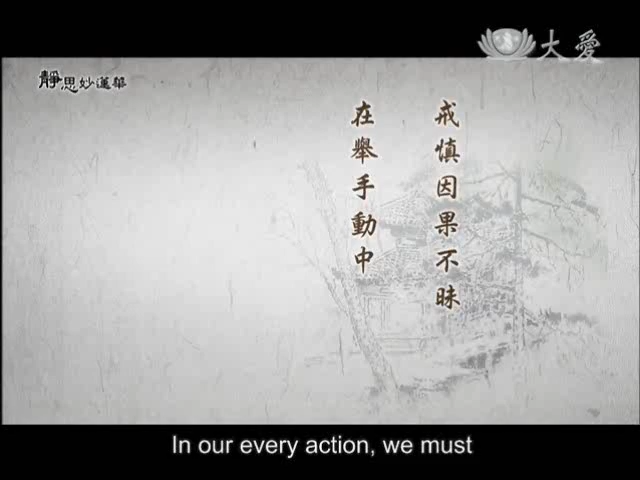 大愛
靜思妙蓮華
戒慎因果不昧
在舉手動中
In our every action, we must